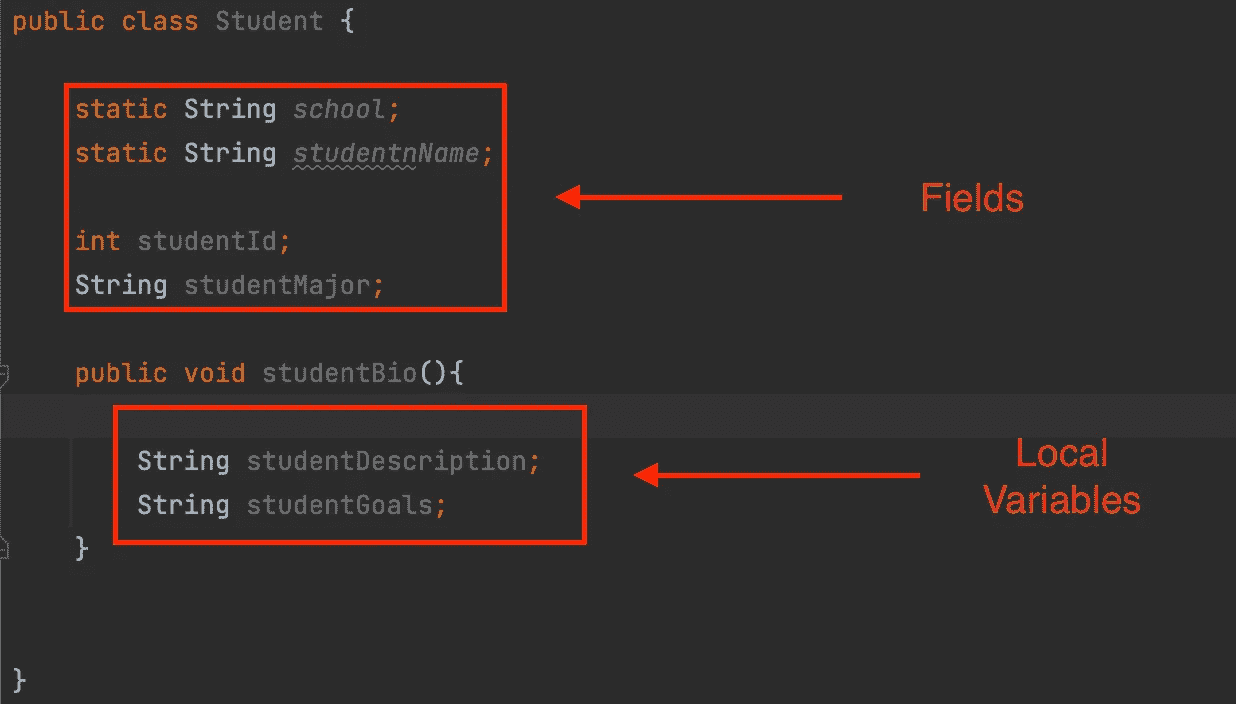 public class Student {
static String school;
static String studentnName;
Fields
int studentId;
String studentMajor;
public void studentBio(){
String studentDescription;
Local
Variables
String studentGoals;
}
}